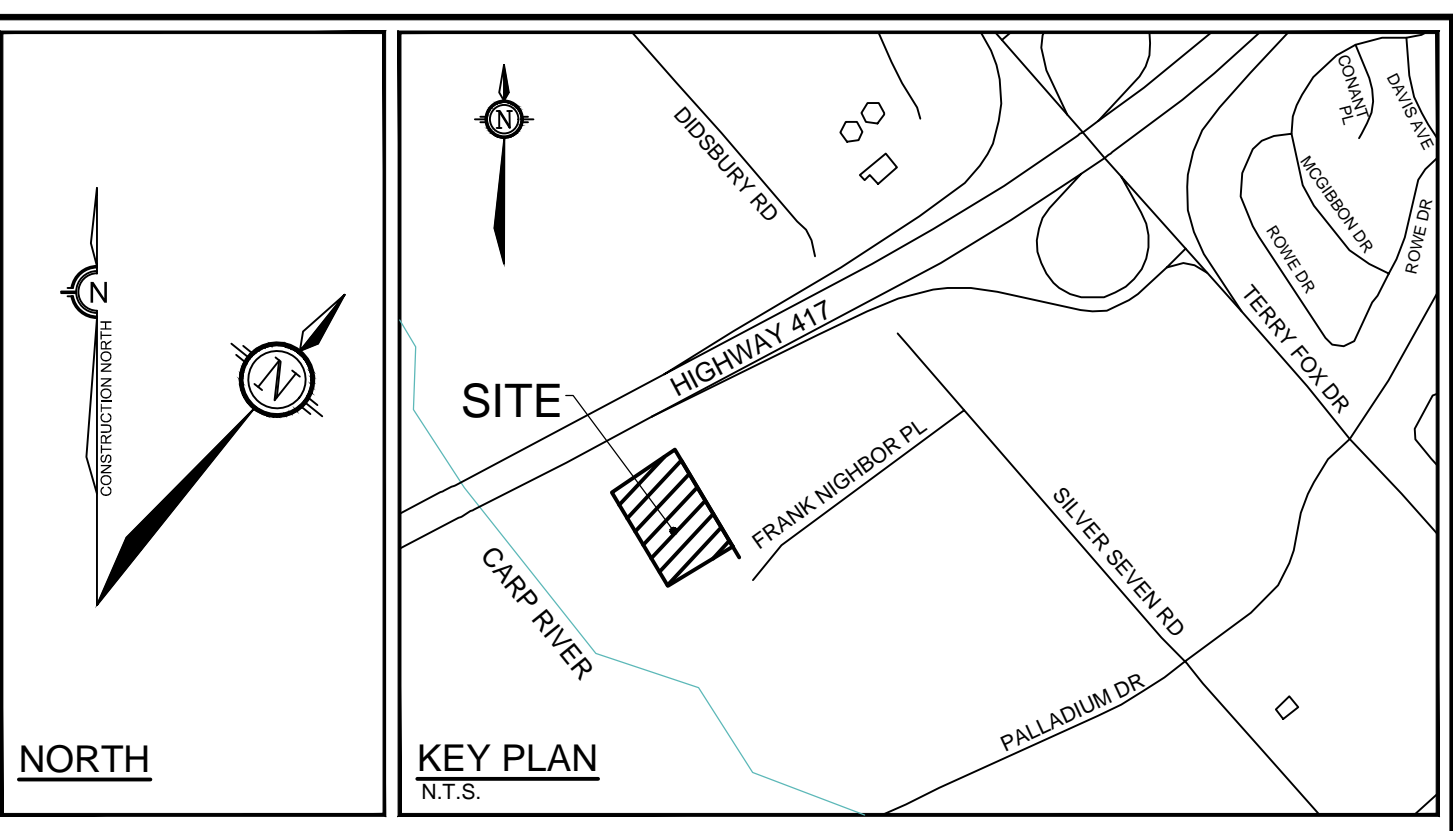 N
CONSTRUCTION NORTH
N
NORTH
N
DIDSBURY RD
CONANT
PL
DAVIS AVE
MCGIBBON DR
ROWE DR
ROWE DR
TERRY FOX DR
HIGHWAY 417
SITE
FRANK NIGHBOR PL
SILVER SEVEN RD
CARP RIVER
PALLADIUM DR
KEY PLAN
N.T.S.